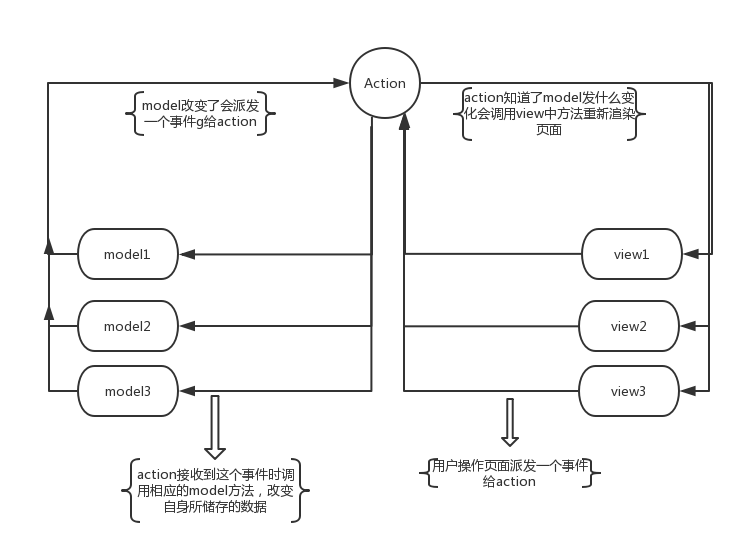 Action
model改变了会派发
一个事件g给action
action知道了model发什么变
化会调用view中方法重新渲染
页面
model1
view1
model2
view2
model3
view3
action接收到这个事件时调
用相应的model方法，改变
自身所储存的数据
用户操作页面派发一个事件
给action